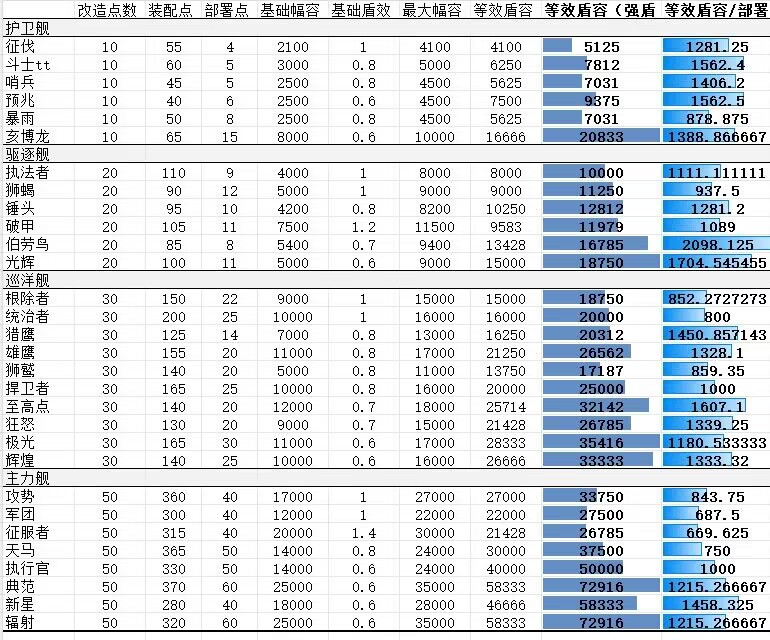 改造点数 装配点 部署点 基础幅容 基础盾效 最大幅容 等效盾容 等效盾容（强盾 等效盾容/部署
护卫舰
征伐 10 55 4 2100 1 4100 4100 5125 1281.25
斗士tt 10 60 5 3000 0.8 5000 6250 7812 1562.4
哨兵 10 45 5 2500 0.8 4500 5625 7031 1406.2
预兆 10 40 6 2500 0.6 4500 7500 9375 1562.5
暴雨 10 50 8 2500 0.8 4500 5625 7031 878.875
亥博龙 10 65 15 8000 0.6 10000 16666 20833 1388.866667
驱逐舰
执法者 20 110 9 4000 1 8000 8000 10000 1111.111111
狮蝎 20 90 12 5000 1 9000 9000 11250 937.5
锤头 20 95 10 4200 0.8 8200 10250 12812 1281.2
破甲 20 105 11 7500 1.2 11500 9583 11979 1089
伯劳鸟 20 85 8 5400 0.7 9400 13428 16785 2098.125
光辉 20 100 11 5000 0.6 9000 15000 18750 1704.545455
巡洋舰
根除者 30 150 22 9000 1 15000 15000 18750 852.2727273
统治者 30 200 25 10000 1 16000 16000 20000 800
猎鹰 30 125 14 7000 0.8 13000 16250 20312 1450.857143
雄鹰 30 155 20 11000 0.8 17000 21250 26562 1328.1
狮鹫 30 140 20 5000 0.8 11000 13750 17187 859.35
捍卫者 30 165 25 10000 0.8 16000 20000 25000 1000
至高点 30 140 20 12000 0.7 18000 25714 32142 1607.1
狂怒 30 130 20 9000 0.7 15000 21428 26785 1339.25
极光 30 165 30 11000 0.6 17000 28333 35416 1180.533333
辉煌 30 140 25 10000 0.6 16000 26666 33333 1333.32
主力舰
攻势 50 360 40 17000 1 27000 27000 33750 843.75
军团 50 300 40 12000 1 22000 22000 27500 687.5
征服者 50 315 40 20000 1.4 30000 21428 26785 669.625
天马 50 365 50 14000 0.8 24000 30000 37500 750
执行官 50 330 50 14000 0.6 24000 40000 50000 1000
典范 50 370 60 25000 0.6 35000 58333 72916 1215.266667
新星 50 280 40 18000 0.6 28000 46666 58333 1458.325
辐射 50 320 60 25000 0.6 35000 58333 72916 1215.266667